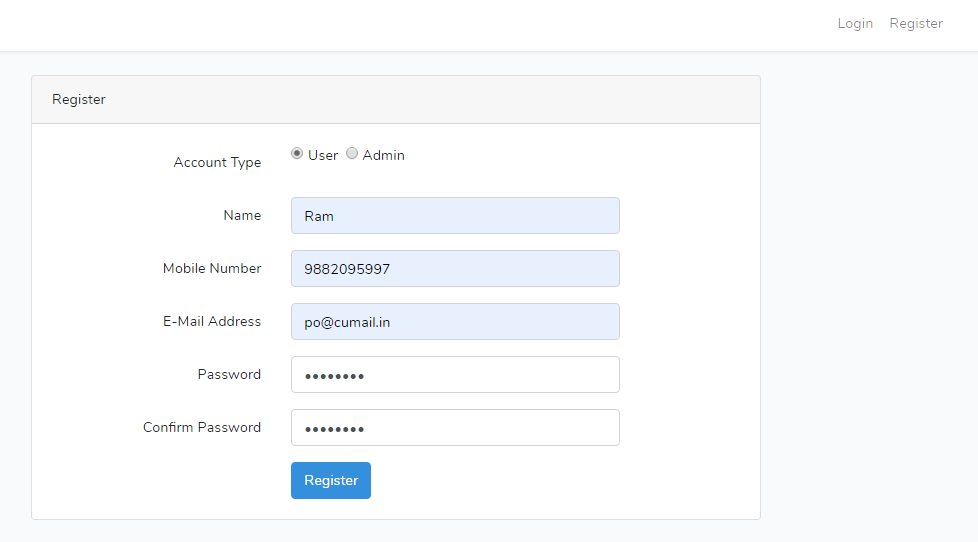 Login Register
Register
Account Type User Admin
Name Ram
Mobile Number 9882095997
E-Mail Address po@cumail.in
Password ••••••••
Confirm Password ••••••••
Register